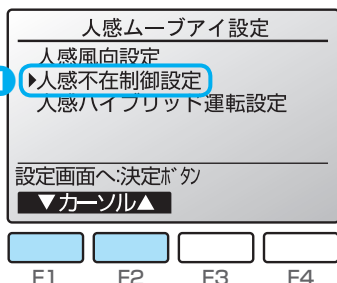 人感ムーブアイ設定
人感風向設定
1
▶人感不在制御設定
人感ハイブリッド運転設定
設定画面へ:決定ボタン
▼カーソル▲
F1 F2 F3 F4